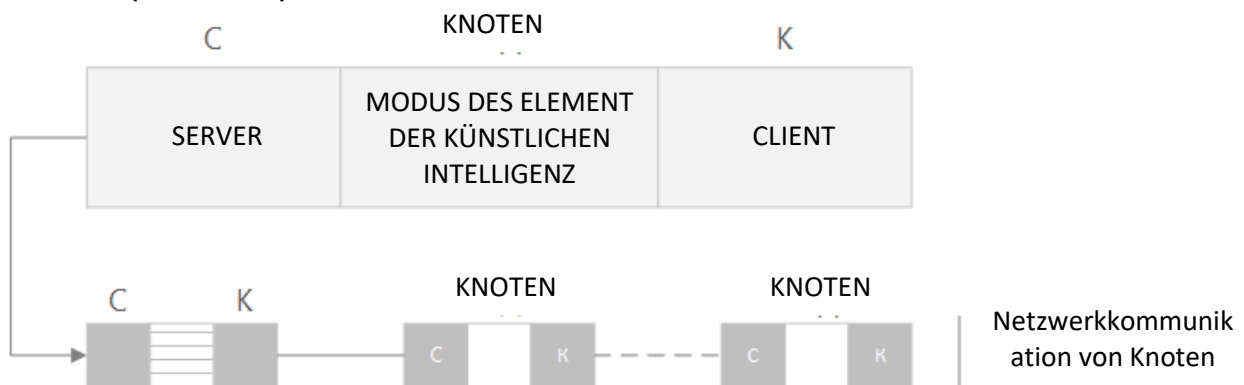 C
KNOTEN
K
SERVER
MODUS DES ELEMENT
DER KÜNSTLICHEN
INTELLIGENZ
CLIENT
C
K
KNOTEN
KNOTEN
C
K
C
K
Netzwerkkommunik
ation von Knoten